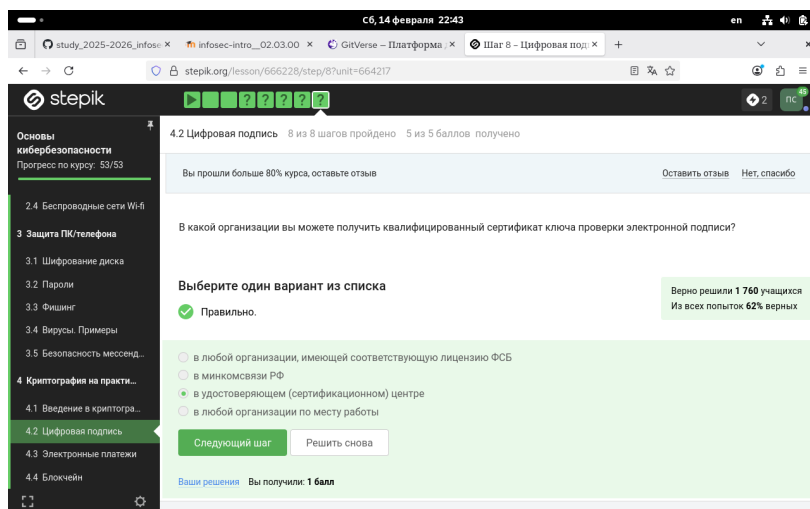 Сб, 14 февраля 22:43
en
study_2025-2026_infose
infosec-intro__02.03.00
GitVerse – Платформа
Шаг 8 – Цифровая под
stepik.org/lesson/666228/step/8?unit=664217
stepik
2
ПС
45
Основы кибербезопасности
Прогресс по курсу: 53/53
4.2 Цифровая подпись 8 из 8 шагов пройдено 5 из 5 баллов получено
Вы прошли больше 80% курса, оставьте отзыв
Оставить отзыв Нет, спасибо
2.4 Беспроводные сети Wi-fi
3 Защита ПК/телефона
3.1 Шифрование диска
3.2 Пароли
3.3 Фишинг
3.4 Вирусы. Примеры
3.5 Безопасность мессенд...
4 Криптография на практи...
4.1 Введение в криптогра...
4.2 Цифровая подпись
4.3 Электронные платежи
4.4 Блокчейн
В какой организации вы можете получить квалифицированный сертификат ключа проверки электронной подписи?
Выберите один вариант из списка
Правильно.
Верно решили 1 760 учащихся
Из всех попыток 62% верных
в любой организации, имеющей соответствующую лицензию ФСБ
в минкомсвязи РФ
в удостоверяющем (сертификационном) центре
в любой организации по месту работы
Следующий шаг
Решить снова
Ваши решения Вы получили: 1 балл